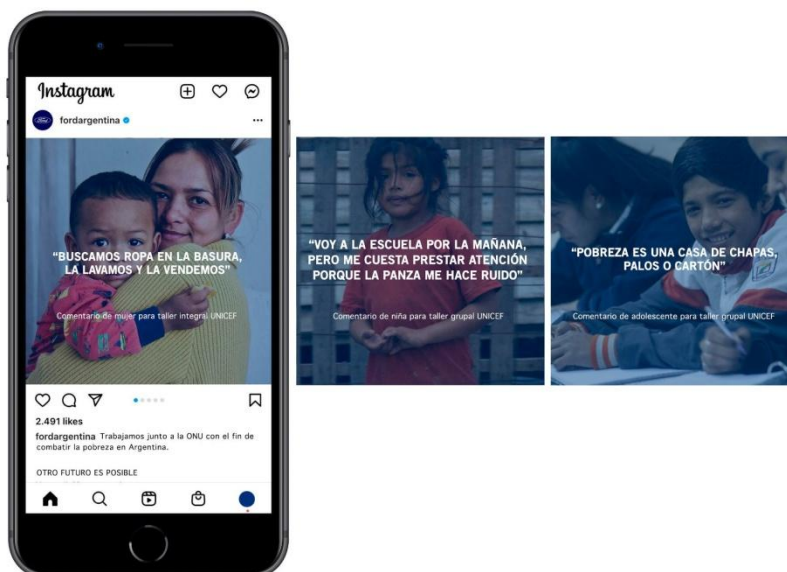 Instagram
Ford
fordargentina
"BUSCAMOS ROPA EN LA BASURA,
LA LAVAMOS Y LA VENDEMOS"
Comentario de mujer para taller integral UNICEF
2.491 likes
fordargentina Trabajamos junto a la ONU con el fin de
combatir la pobreza en Argentina.
OTRO FUTURO ES POSIBLE
"VOY A LA ESCUELA POR LA MAÑANA,
PERO ME CUESTA PRESTAR ATENCIÓN
PORQUE LA PANZA ME HACE RUIDO"
Comentario de niña para taller grupal UNICEF
"POBREZA ES UNA CASA DE CHAPAS,
PALOS O CARTÓN"
Comentario de adolescente para taller grupal UNICEF